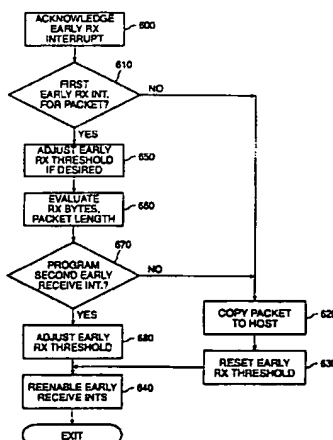 ACKNOWLEDGE
EARLY RX
INTERRUPT
600
610
FIRST
EARLY RX INT.
FOR PACKET?
NO
YES
ADJUST EARLY
RX THRESHOLD
IF DESIRED
650
EVALUATE
RX BYTES,
PACKET LENGTH
660
670
PROGRAM
SECOND EARLY
RECEIVE INT.?
NO
YES
COPY PACKET
TO HOST
620
ADJUST EARLY
RX THRESHOLD
680
RESET EARLY
RX THRESHOLD
630
REENABLE EARLY
RECEIVE INTS
640
EXIT